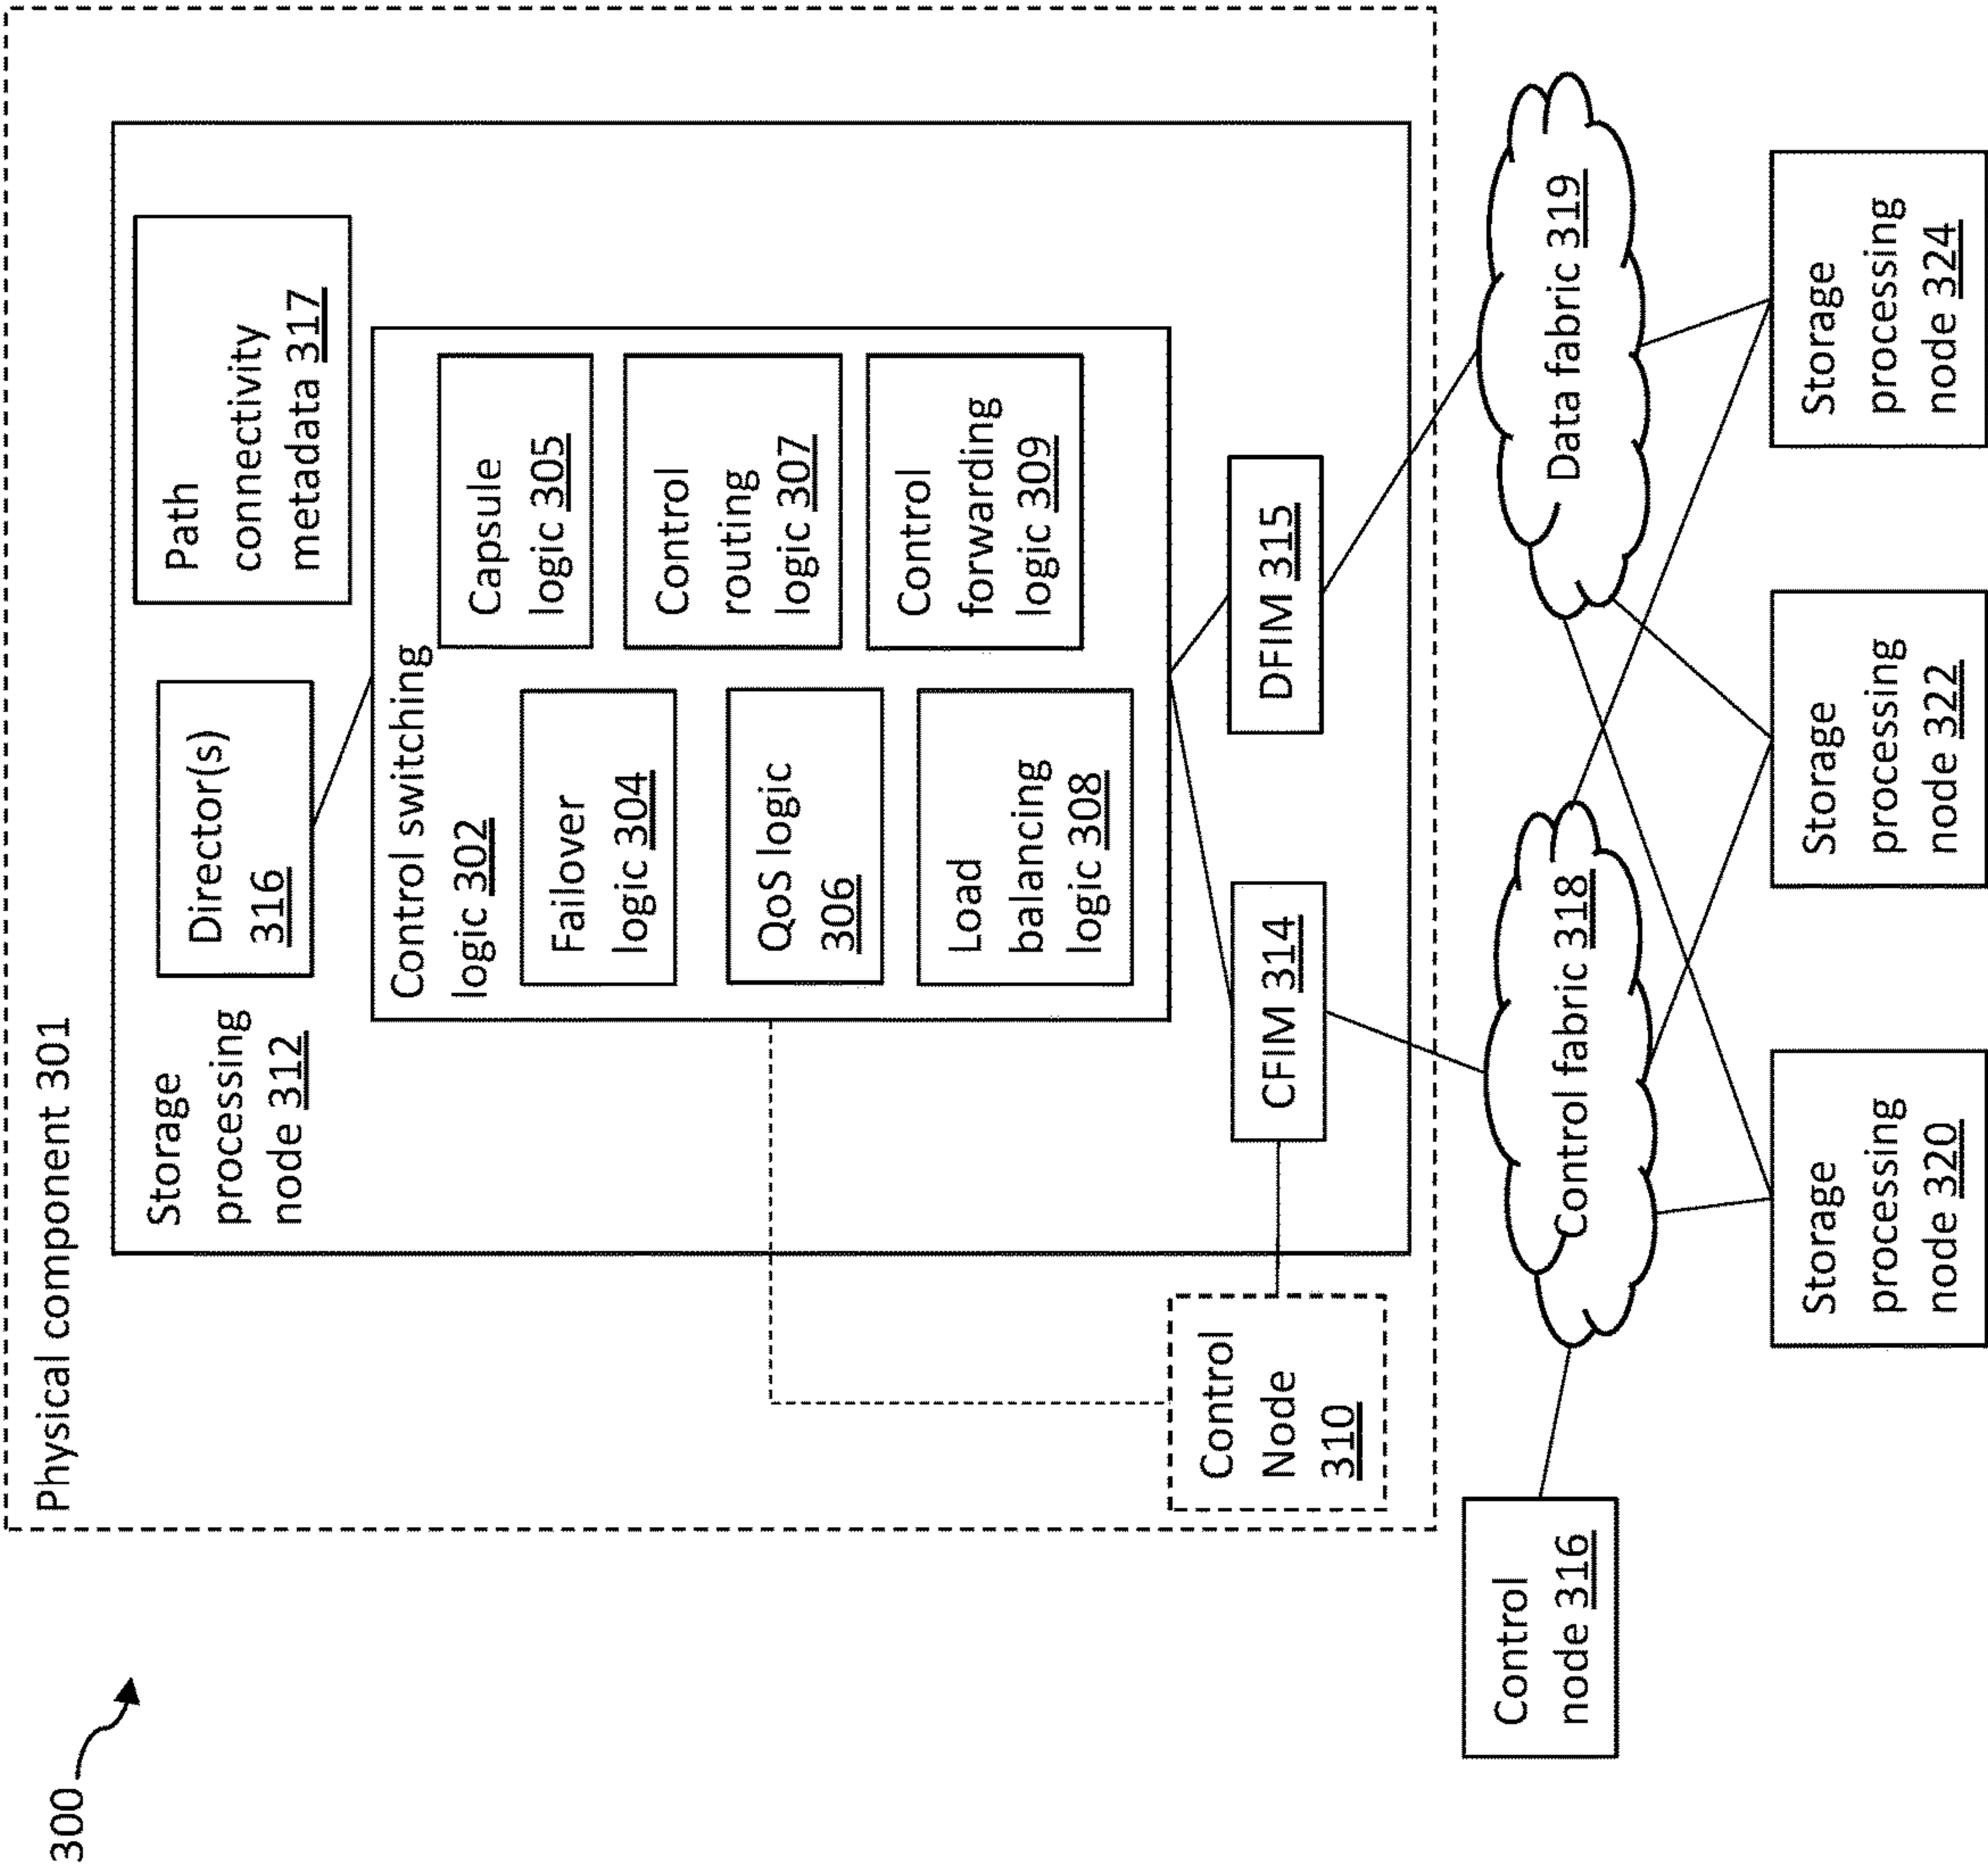 300
Physical component 301
Storage
processing
node 312
Director(s)
316
Path
connectivity
metadata 317
Control switching
logic 302
Failover
logic 304
Capsule
logic 305
QoS logic
306
Control
routing
logic 307
Load
balancing
logic 308
Control
forwarding
logic 309
Control
Node
310
CFIM 314
DFIM 315
Control
node 316
Control fabric 318
Data fabric 319
Storage
processing
node 320
Storage
processing
node 322
Storage
processing
node 324